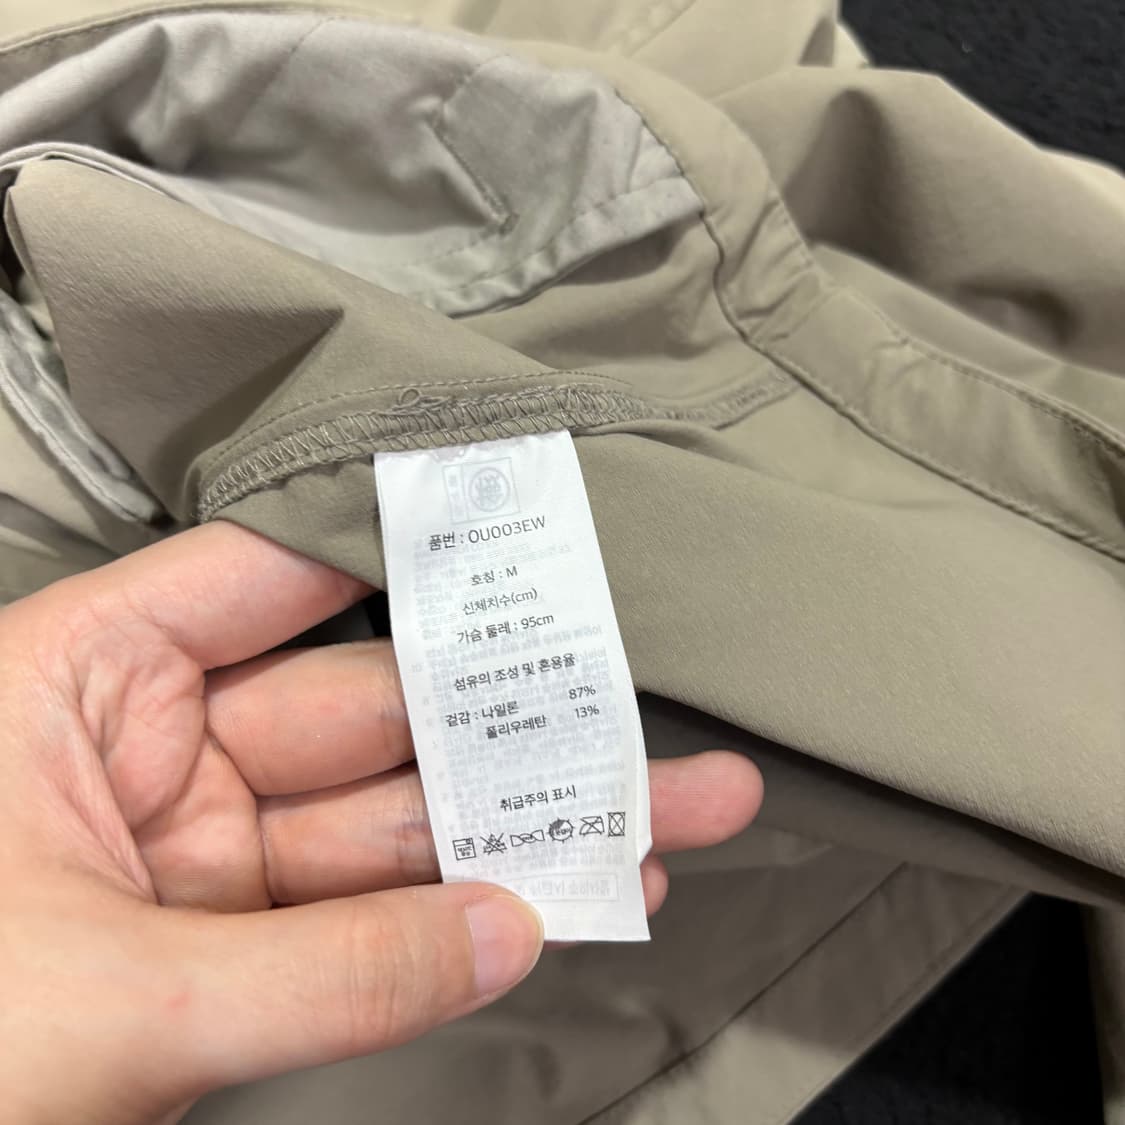 품번 : OU003EW
호칭 : M
신체치수(cm)
가슴 둘레 : 95cm
섬유의 조성 및 혼용율
겉감 : 나일론 87%
폴리우레탄 13%
취급주의 표시